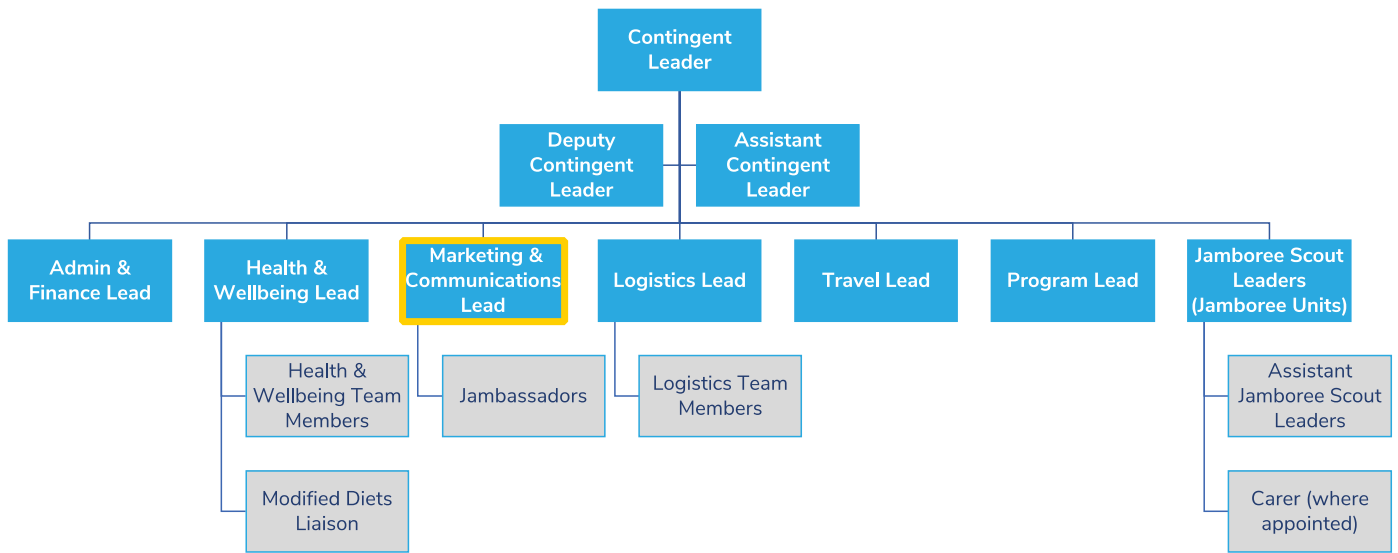 Contingent
Leader
Deputy
Contingent
Leader
Assistant
Contingent
Leader
Admin &
Finance Lead
Health &
Wellbeing Lead
Marketing &
Communications
Lead
Logistics Lead
Travel Lead
Program Lead
Jamboree Scout
Leaders
(Jamboree Units)
Health &
Wellbeing Team
Members
Jambassadors
Logistics Team
Members
Assistant
Jamboree Scout
Leaders
Modified Diets
Liaison
Carer (where
appointed)